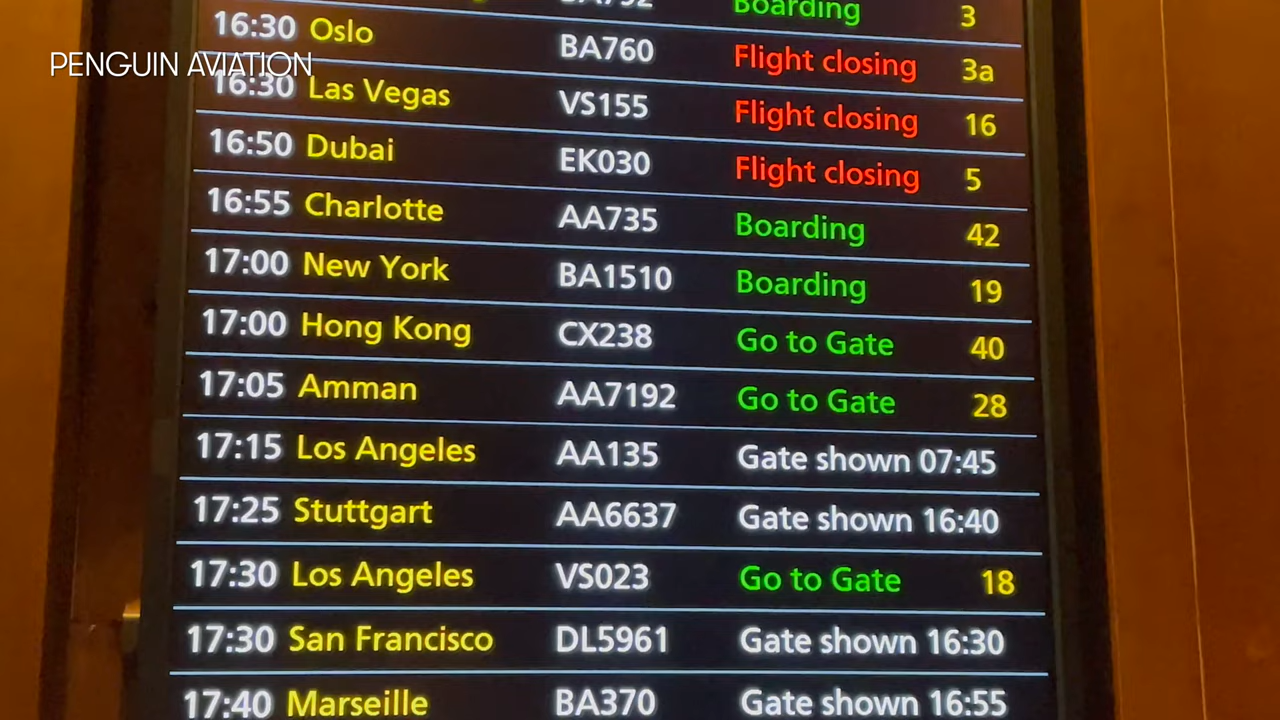 BA792 Boarding 3
16:30 Oslo BA760 Flight closing 3a
PENGUIN AVIATION
16:30 Las Vegas VS155 Flight closing 16
16:50 Dubai EK030 Flight closing 5
16:55 Charlotte AA735 Boarding 42
17:00 New York BA1510 Boarding 19
17:00 Hong Kong CX238 Go to Gate 40
17:05 Amman AA7192 Go to Gate 28
17:15 Los Angeles AA135 Gate shown 07:45
17:25 Stuttgart AA6637 Gate shown 16:40
17:30 Los Angeles VS023 Go to Gate 18
17:30 San Francisco DL5961 Gate shown 16:30
17:40 Marseille BA370 Gate shown 16:55